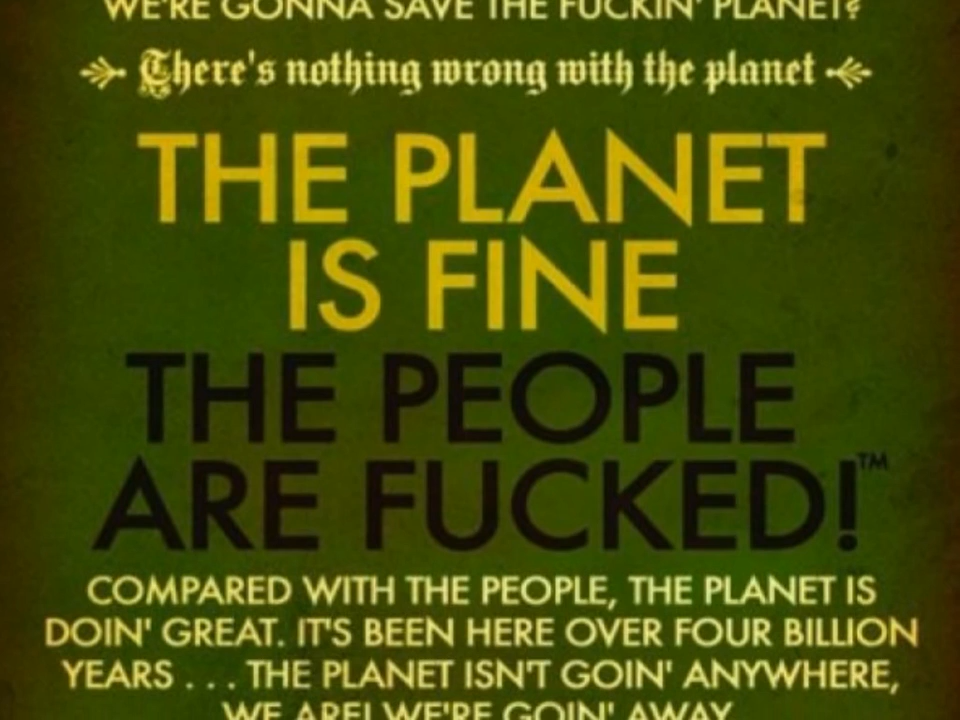 WE'RE GONNA SAVE THE FUCKIN' PLANET?
There's nothing wrong with the planet
THE PLANET
IS FINE
THE PEOPLE
ARE FUCKED!™
COMPARED WITH THE PEOPLE, THE PLANET IS
DOIN' GREAT. IT'S BEEN HERE OVER FOUR BILLION
YEARS . . . THE PLANET ISN'T GOIN' ANYWHERE,
WE ARE! WE'RE GOIN' AWAY